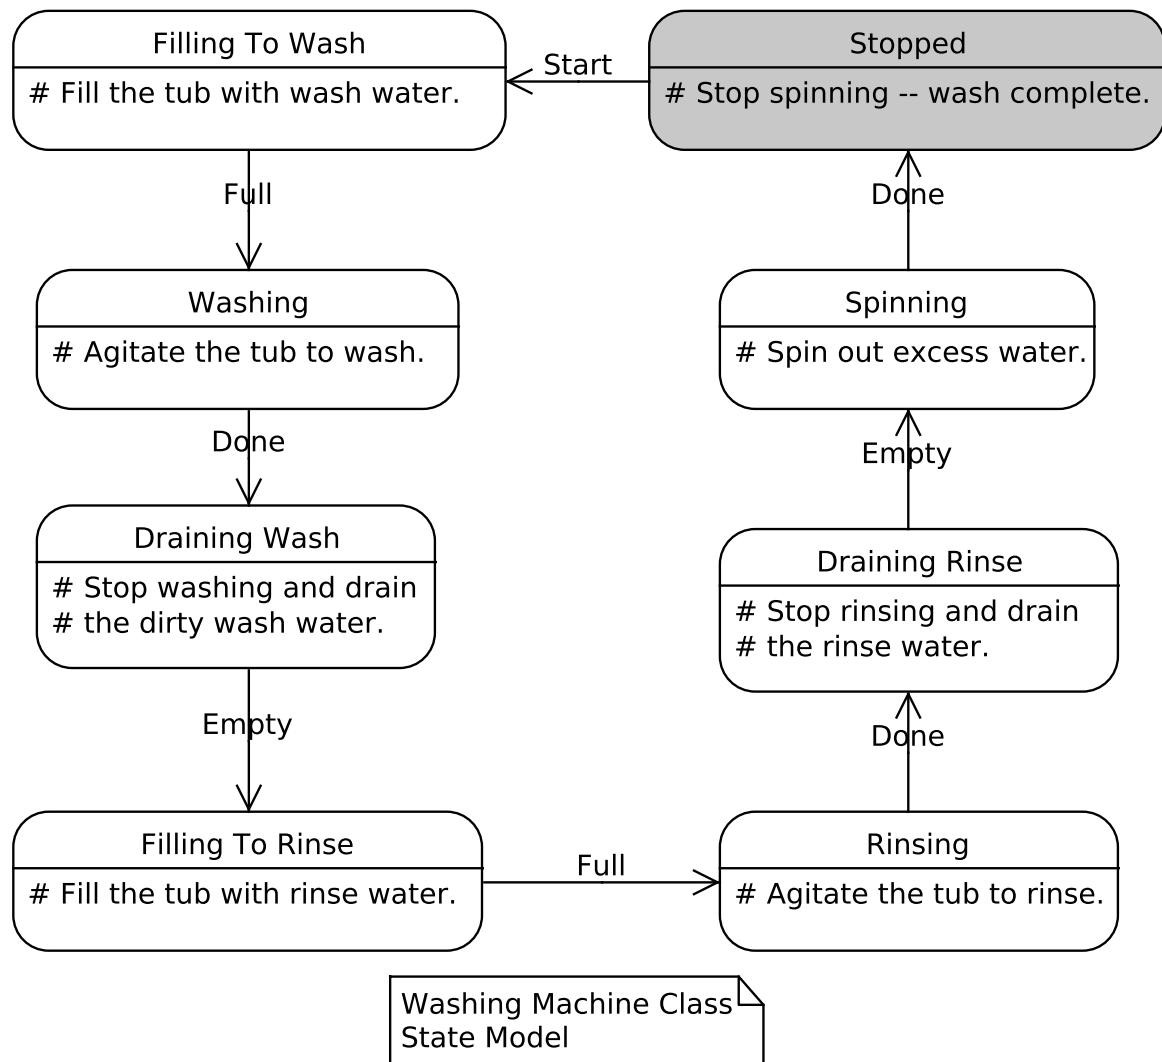 Filling To Wash
# Fill the tub with wash water.
Start
Stopped
# Stop spinning -- wash complete.
Full
Done
Washing
# Agitate the tub to wash.
Spinning
# Spin out excess water.
Done
Empty
Draining Wash
# Stop washing and drain
# the dirty wash water.
Draining Rinse
# Stop rinsing and drain
# the rinse water.
Empty
Done
Filling To Rinse
# Fill the tub with rinse water.
Full
Rinsing
# Agitate the tub to rinse.
Washing Machine Class
State Model